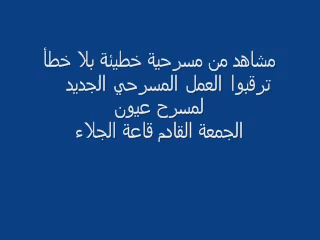 مشاهد من مسرحية خطيئة بلا خطأ
ترقبوا العمل المسرحي الجديد
لمسرح عيون
الجمعة القادم قاعة الجلاء